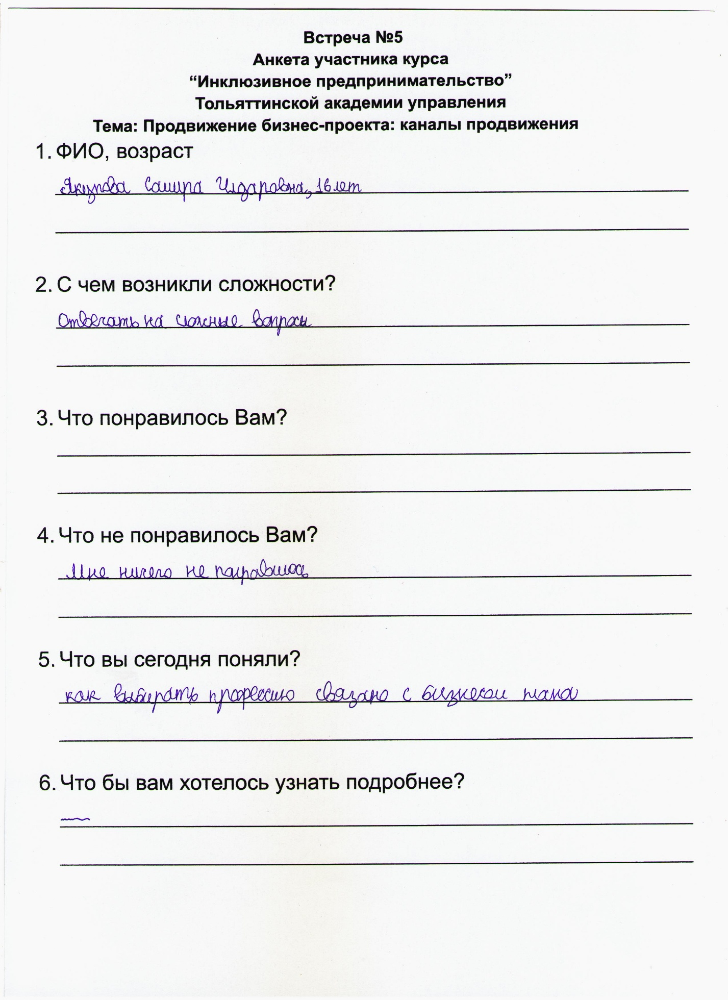 Встреча №5
Анкета участника курса
“Инклюзивное предпринимательство”
Тольяттинской академии управления
Тема: Продвижение бизнес-проекта: каналы продвижения
1. ФИО, возраст
Якупова Самира Илдаровна, 16 лет
2. С чем возникли сложности?
Отвечать на сложные вопросы
3. Что понравилось Вам?
4. Что не понравилось Вам?
Мне ничего не понравилось
5. Что вы сегодня поняли?
как выбирать профессию связано с бизнесом плана
6. Что бы вам хотелось узнать подробнее?